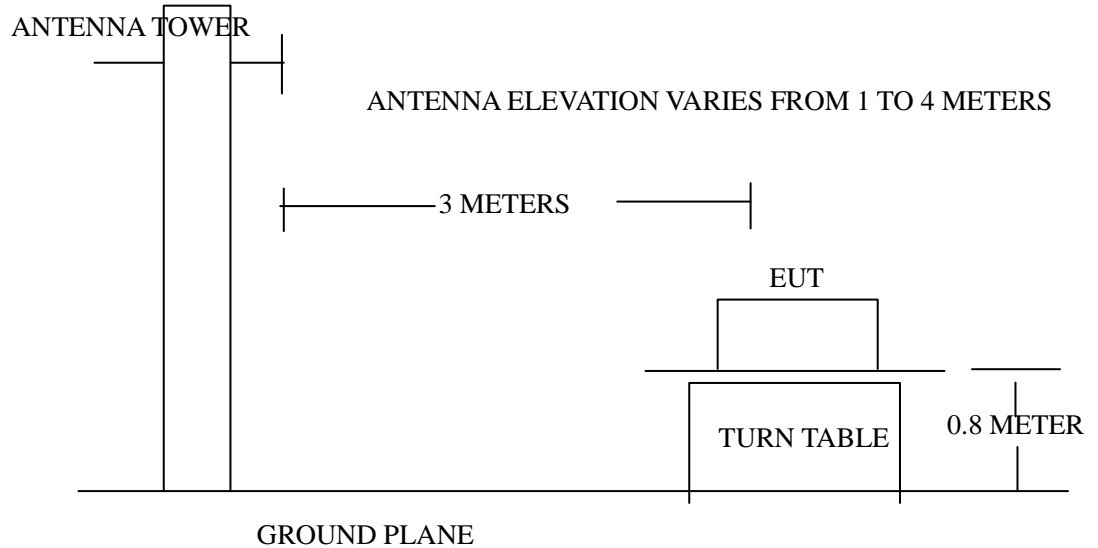 ANTENNA TOWER
ANTENNA ELEVATION VARIES FROM 1 TO 4 METERS
3 METERS
EUT
0.8 METER
TURN TABLE
GROUND PLANE